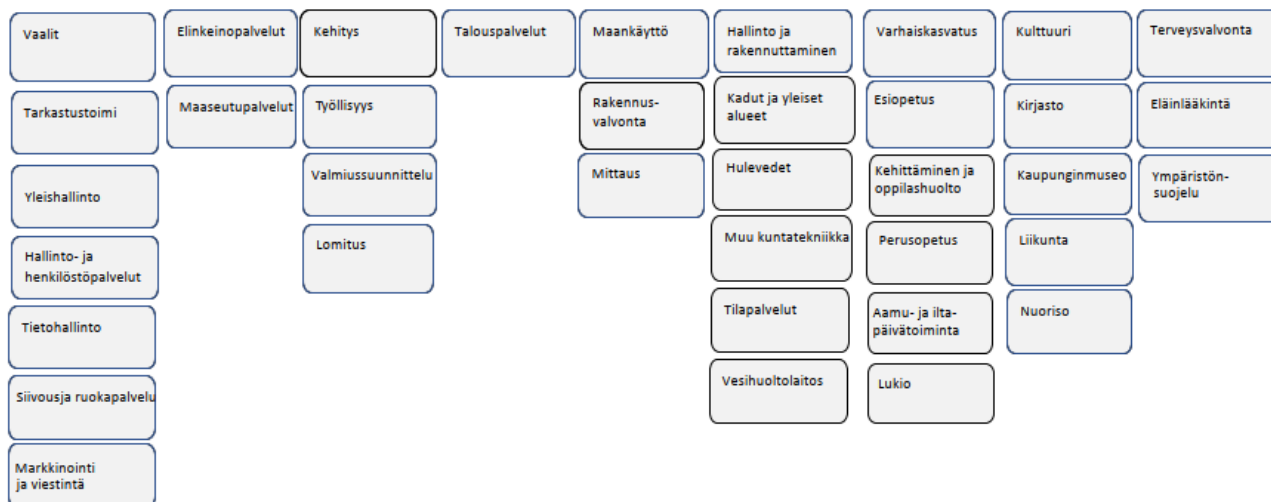 Vaalit
Tarkastustoimi
Yleishallinto
Hallinto- ja
henkilöstöpalvelut
Tietohallinto
Siivousja ruokapalvelu
Markkinointi
ja viestintä
Elinkeinopalvelut
Maaseutupalvelut
Kehitys
Työllisyys
Valmiussuunnittelu
Lomitus
Talouspalvelut
Maankäyttö
Rakennus-
valvonta
Mittaus
Hallinto ja
rakennuttaminen
Kadut ja yleiset
alueet
Hulevedet
Muu kuntatekniikka
Tilapalvelut
Vesihuoltolaitos
Varhaiskasvatus
Esiopetus
Kehittäminen ja
oppilashuolto
Perusopetus
Aamu- ja ilta-
päivätoiminta
Lukio
Kulttuuri
Kirjasto
Kaupunginmuseo
Liikunta
Nuoriso
Terveysvalvonta
Eläinlääkintä
Ympäristön-
suojelu